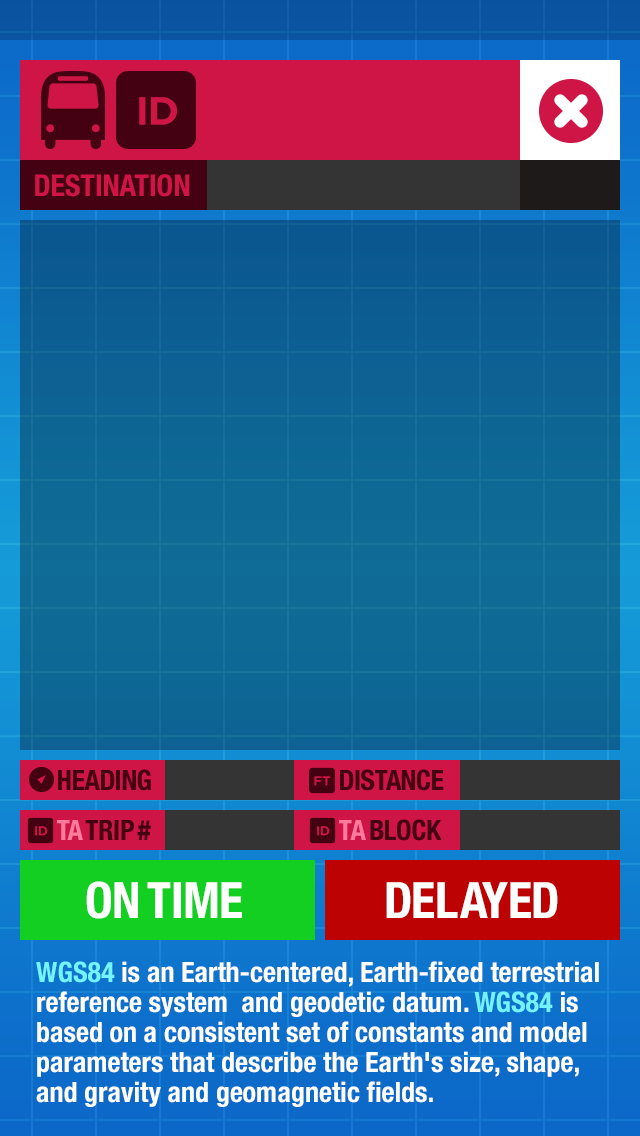 ID
DESTINATION
HEADING
FT DISTANCE
ID TA TRIP#
ID TA BLOCK
ON TIME
DELAYED
WGS84 is an Earth-centered, Earth-fixed terrestrial
reference system  and geodetic datum. WGS84 is
based on a consistent set of constants and model
parameters that describe the Earth's size, shape,
and gravity and geomagnetic fields.